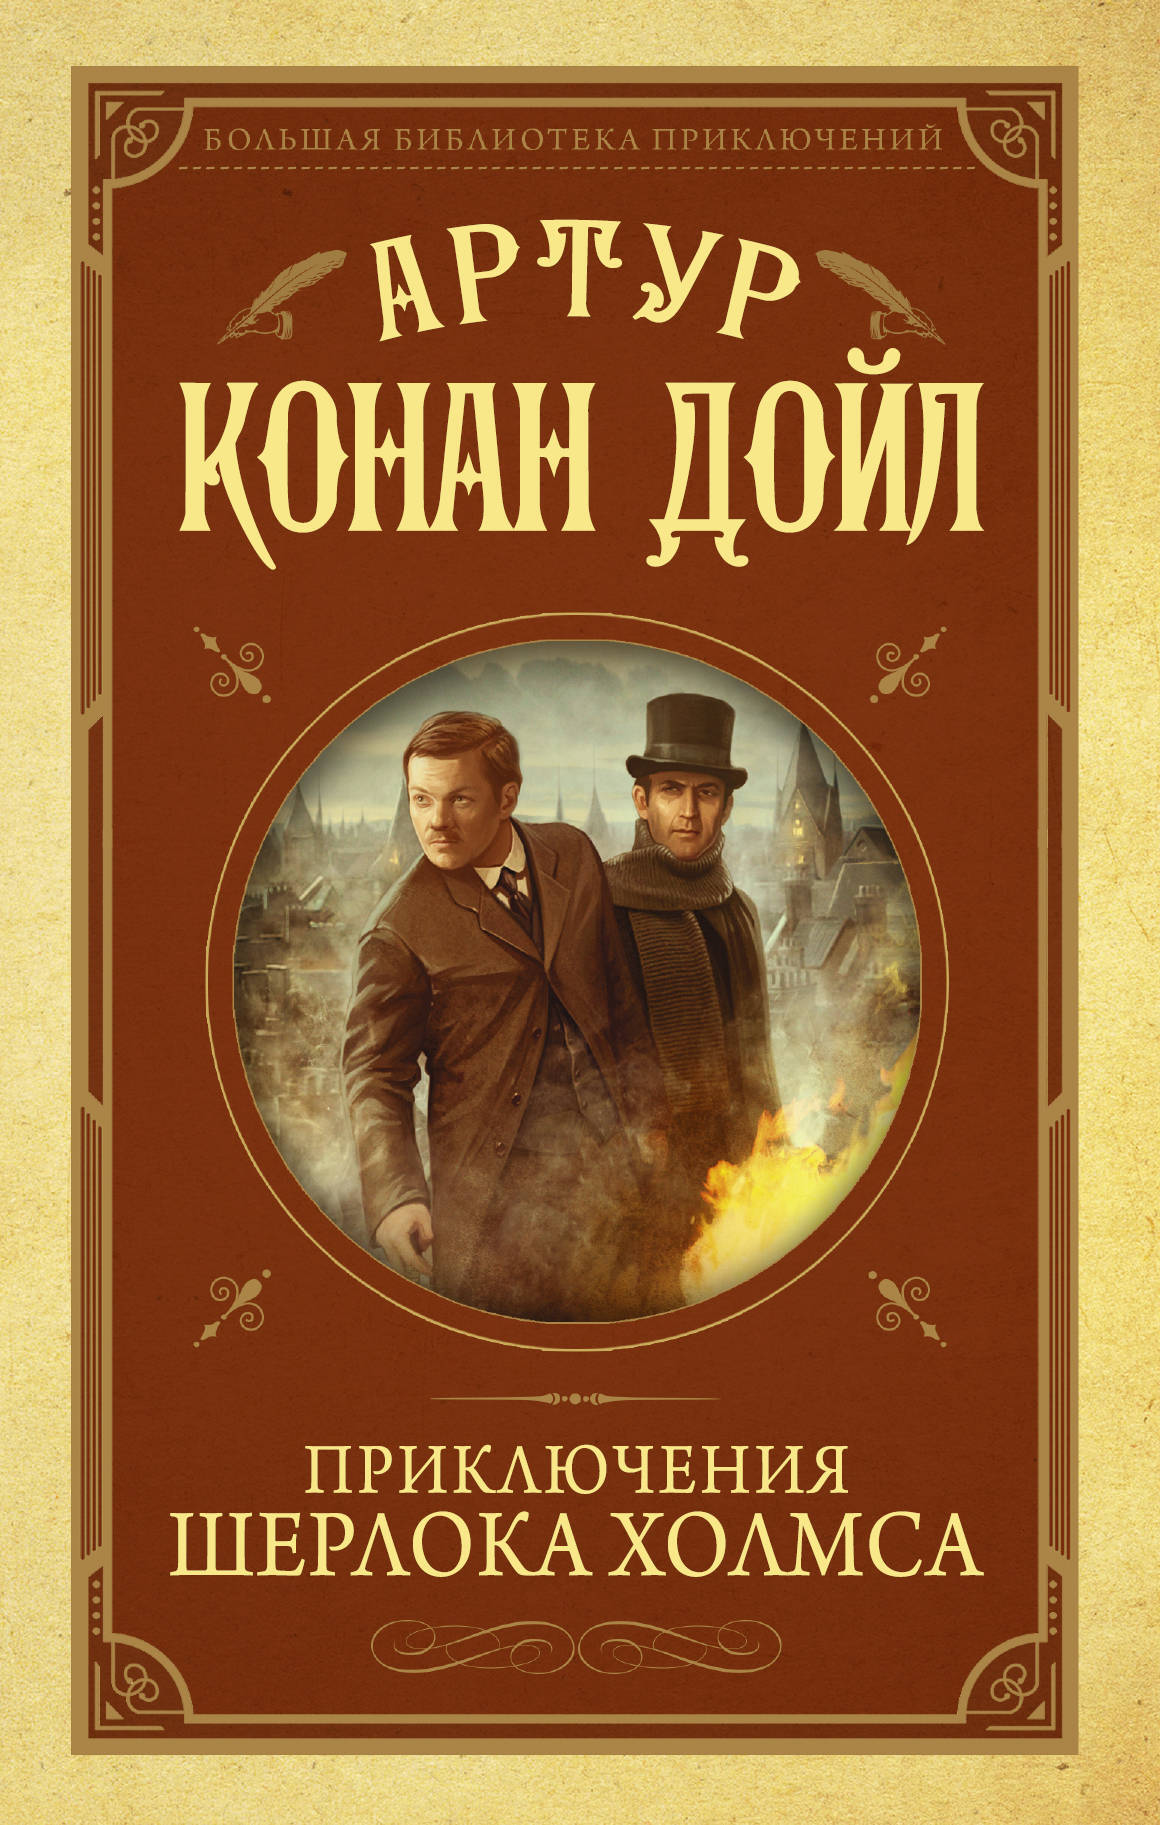 БОЛЬШАЯ БИБЛИОТЕКА ПРИКЛЮЧЕНИЙ
АРТУР
КОНАН ДОЙЛ
ПРИКЛЮЧЕНИЯ
ШЕРЛОКА ХОЛМСА